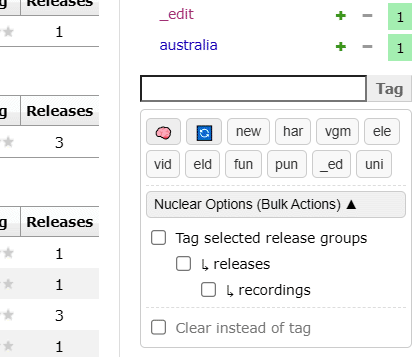 g Releases
1
g Releases
3
g Releases
1
1
3
1
_edit + − 1
australia + − 1
Tag
new har vgm ele
vid eld fun pun _ed uni
Nuclear Options (Bulk Actions) ▲
Tag selected release groups
↳ releases
↳ recordings
Clear instead of tag